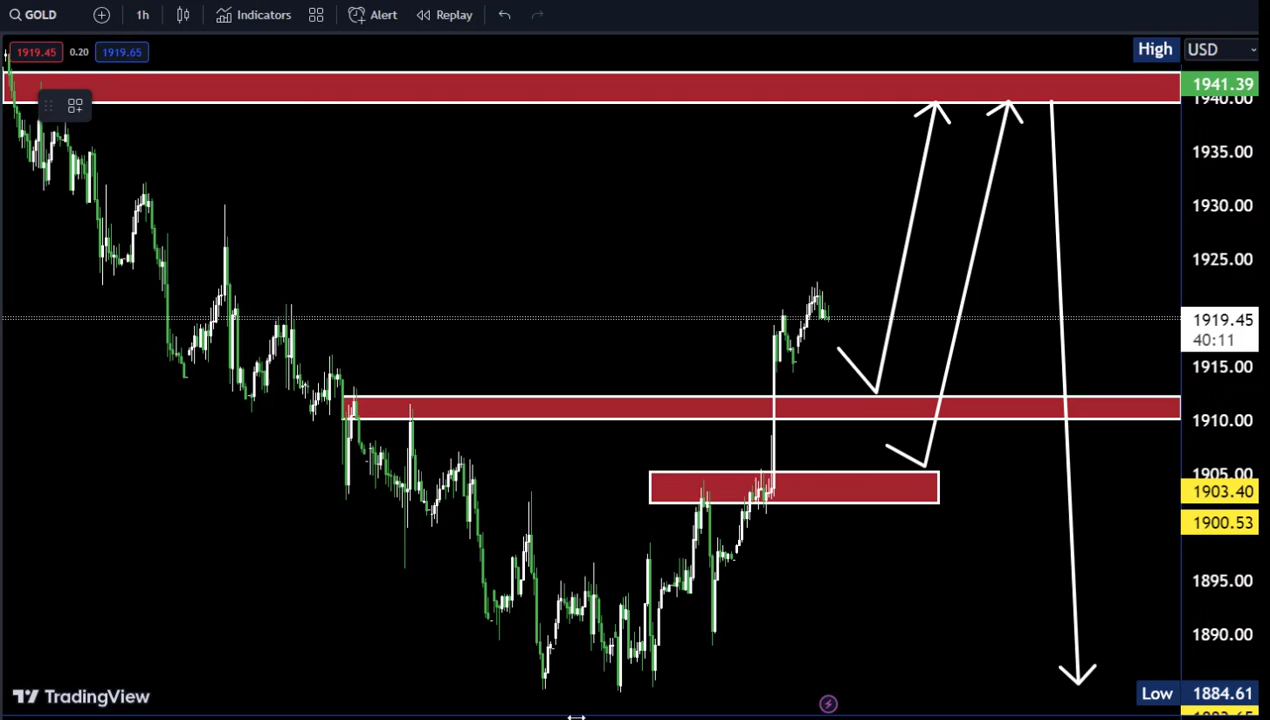 GOLD 1h Indicators Alert Replay
1919.45 0.20 1919.65
High USD
1941.39
1940.00
1935.00
1930.00
1925.00
1919.45
40:11
1915.00
1910.00
1905.00
1903.40
1900.53
1895.00
1890.00
TradingView
Low 1884.61